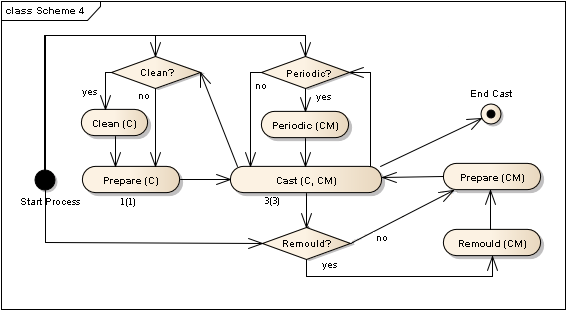 class Scheme 4
Clean?
Periodic?
yes
no
no
yes
End Cast
Clean (C)
Periodic (CM)
Prepare (C)
Cast (C, CM)
Prepare (CM)
Start Process
1(1)
3(3)
Remould?
no
Remould (CM)
yes